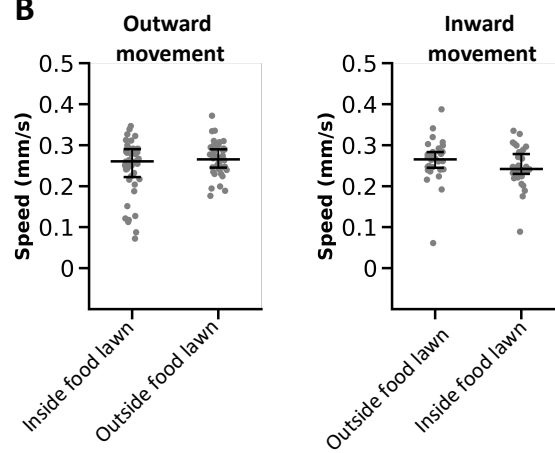 B
Outward
movement
Speed (mm/s)
0.5
0.4
0.3
0.2
0.1
0
Inside food lawn
Outside food lawn
Inward
movement
Speed (mm/s)
0.5
0.4
0.3
0.2
0.1
0
Outside food lawn
Inside food lawn